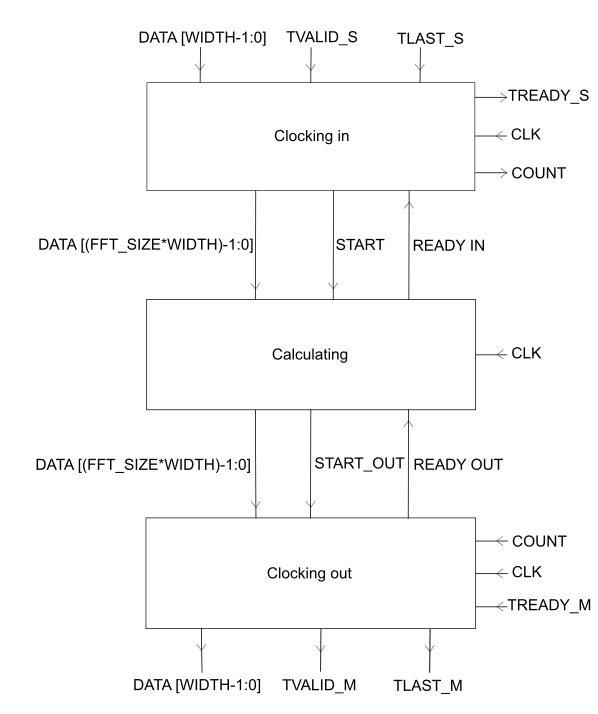 DATA [WIDTH-1:0] TVALID_S TLAST_S
TREADY_S
Clocking in
CLK
COUNT
DATA [(FFT_SIZE*WIDTH)-1:0] START READY IN
Calculating
CLK
DATA [(FFT_SIZE*WIDTH)-1:0] START_OUT READY OUT
COUNT
Clocking out
CLK
TREADY_M
DATA [WIDTH-1:0] TVALID_M TLAST_M